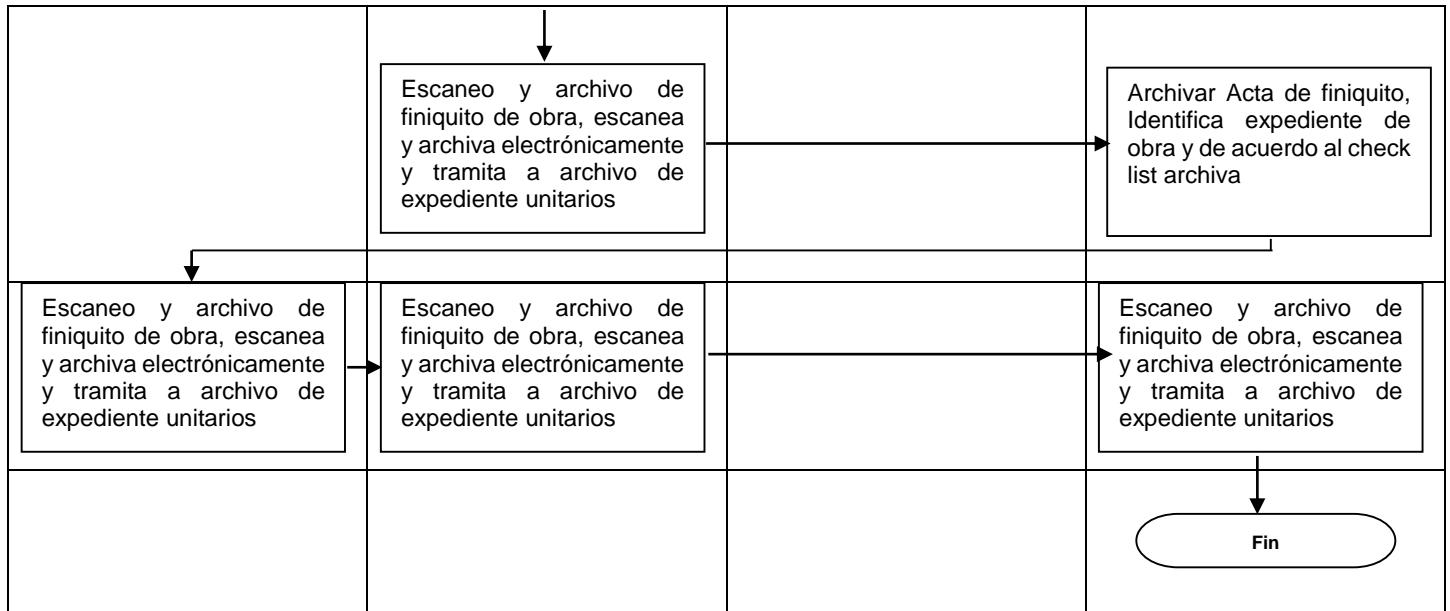 Escaneo y archivo de
finiquito de obra, escanea
y archiva electrónicamente
y tramita a archivo de
expediente unitarios
Archivar Acta de finiquito,
Identifica expediente de
obra y de acuerdo al check
list archiva
Escaneo y archivo de
finiquito de obra, escanea
y archiva electrónicamente
y tramita a archivo de
expediente unitarios
Escaneo y archivo de
finiquito de obra, escanea
y archiva electrónicamente
y tramita a archivo de
expediente unitarios
Escaneo y archivo de
finiquito de obra, escanea
y archiva electrónicamente
y tramita a archivo de
expediente unitarios
Fin